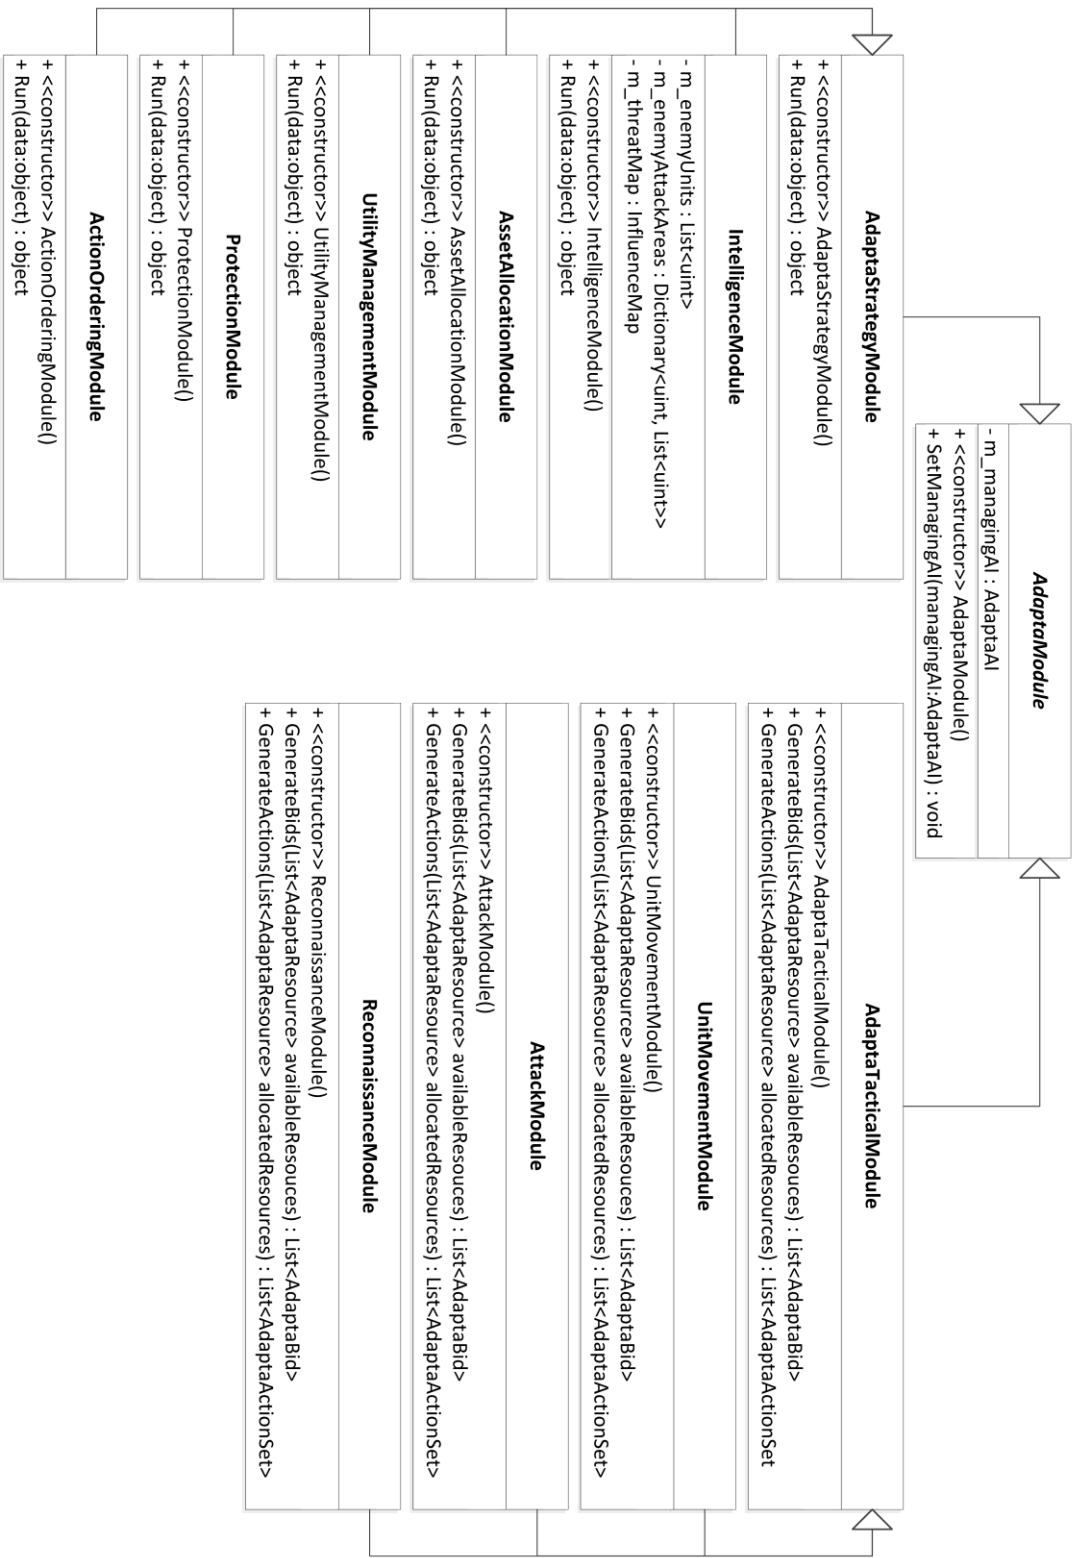 AdaptaModule
- m_managingAI : AdaptaAI
+ <<constructor>> AdaptaModule()
+ SetManagingAI(managingAI:AdaptaAI) : void
AdaptaStrategyModule
+ <<constructor>> AdaptaStrategyModule()
+ Run(data:object) : object
IntelligenceModule
- m_enemyUnits : List<uint>
- m_enemyAttackAreas : Dictionary<uint, List<uint>>
- m_threatMap : InfluenceMap
+ <<constructor>> IntelligenceModule()
+ Run(data:object) : object
AssetAllocationModule
+ <<constructor>> AssetAllocationModule()
+ Run(data:object) : object
UtilityManagementModule
+ <<constructor>> UtilityManagementModule()
+ Run(data:object) : object
ProtectionModule
+ <<constructor>> ProtectionModule()
+ Run(data:object) : object
ActionOrderingModule
+ <<constructor>> ActionOrderingModule()
+ Run(data:object) : object
AdaptaTacticalModule
+ <<constructor>> AdaptaTacticalModule()
+ GenerateBids(List<AdaptaResource> availableResouces) : List<AdaptaBid>
+ GenerateActions(List<AdaptaResource> allocatedResources) : List<AdaptaActionSet
UnitMovementModule
+ <<constructor>> UnitMovementModule()
+ GenerateBids(List<AdaptaResource> availableResouces) : List<AdaptaBid>
+ GenerateActions(List<AdaptaResource> allocatedResources) : List<AdaptaActionSet>
AttackModule
+ <<constructor>> AttackModule()
+ GenerateBids(List<AdaptaResource> availableResouces) : List<AdaptaBid>
+ GenerateActions(List<AdaptaResource> allocatedResources) : List<AdaptaActionSet>
ReconnaissanceModule
+ <<constructor>> ReconnaissanceModule()
+ GenerateBids(List<AdaptaResource> availableResouces) : List<AdaptaBid>
+ GenerateActions(List<AdaptaResource> allocatedResources) : List<AdaptaActionSet>